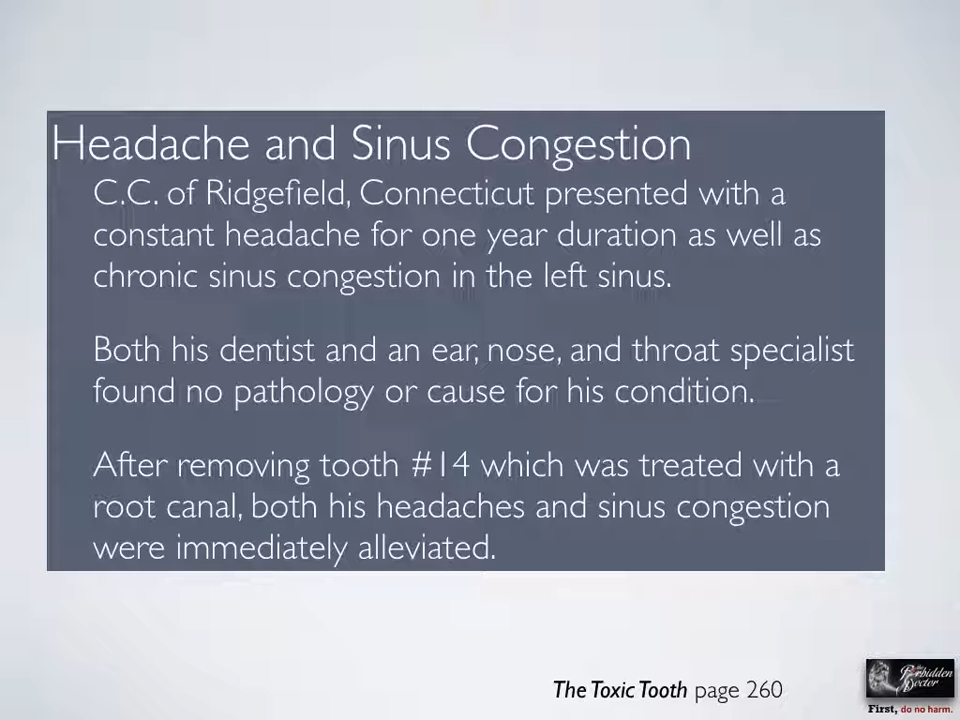 Headache and Sinus Congestion
C.C. of Ridgefield, Connecticut presented with a
constant headache for one year duration as well as
chronic sinus congestion in the left sinus.
Both his dentist and an ear, nose, and throat specialist
found no pathology or cause for his condition.
After removing tooth #14 which was treated with a
root canal, both his headaches and sinus congestion
were immediately alleviated.
The Toxic Tooth page 260
the
Forbidden
Doctor
First, do no harm.